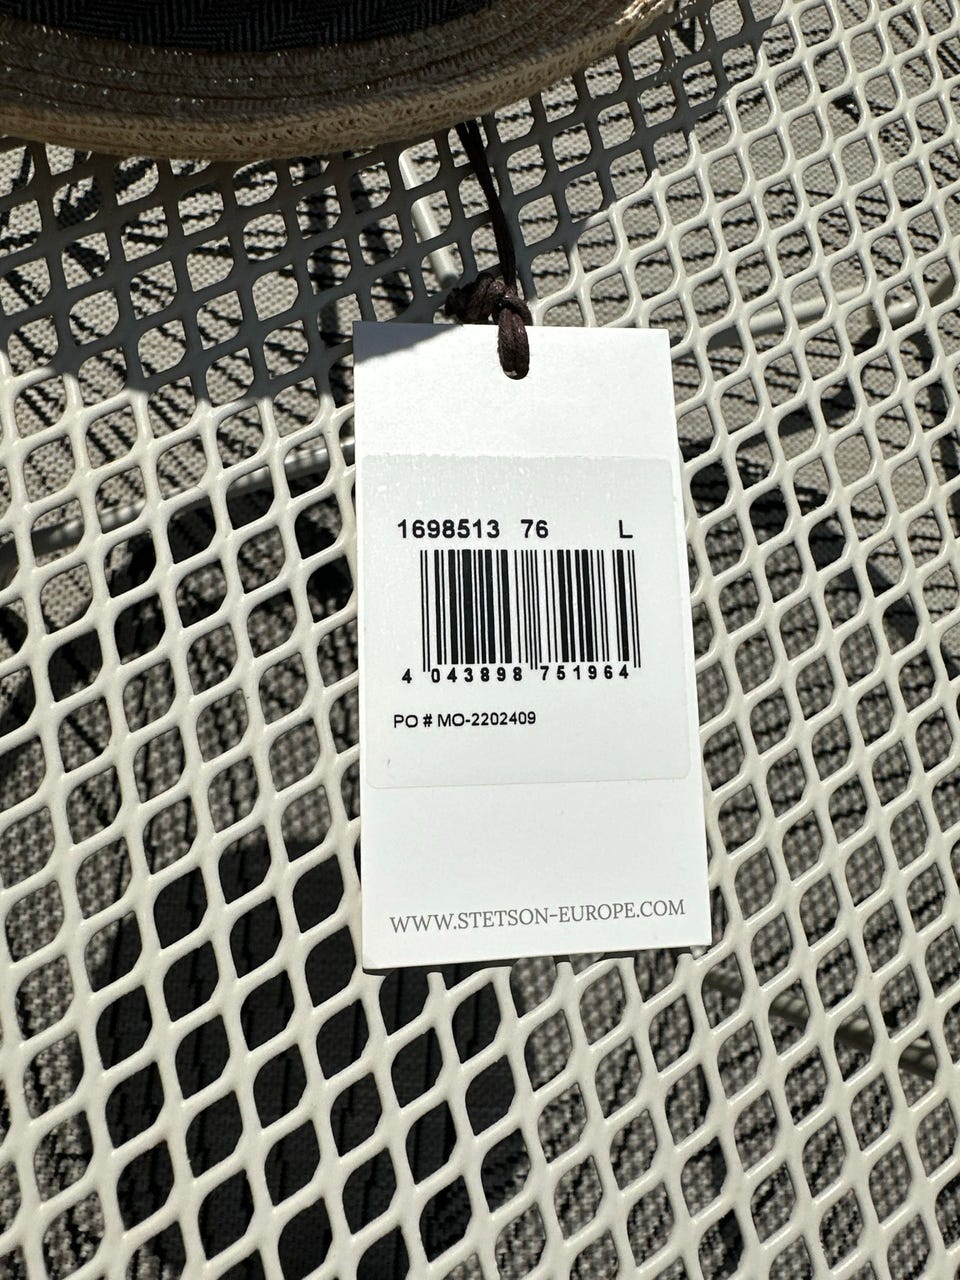 1698513 76 L
4 043898 751964
PO # MO-2202409
WWW.STETSON-EUROPE.COM